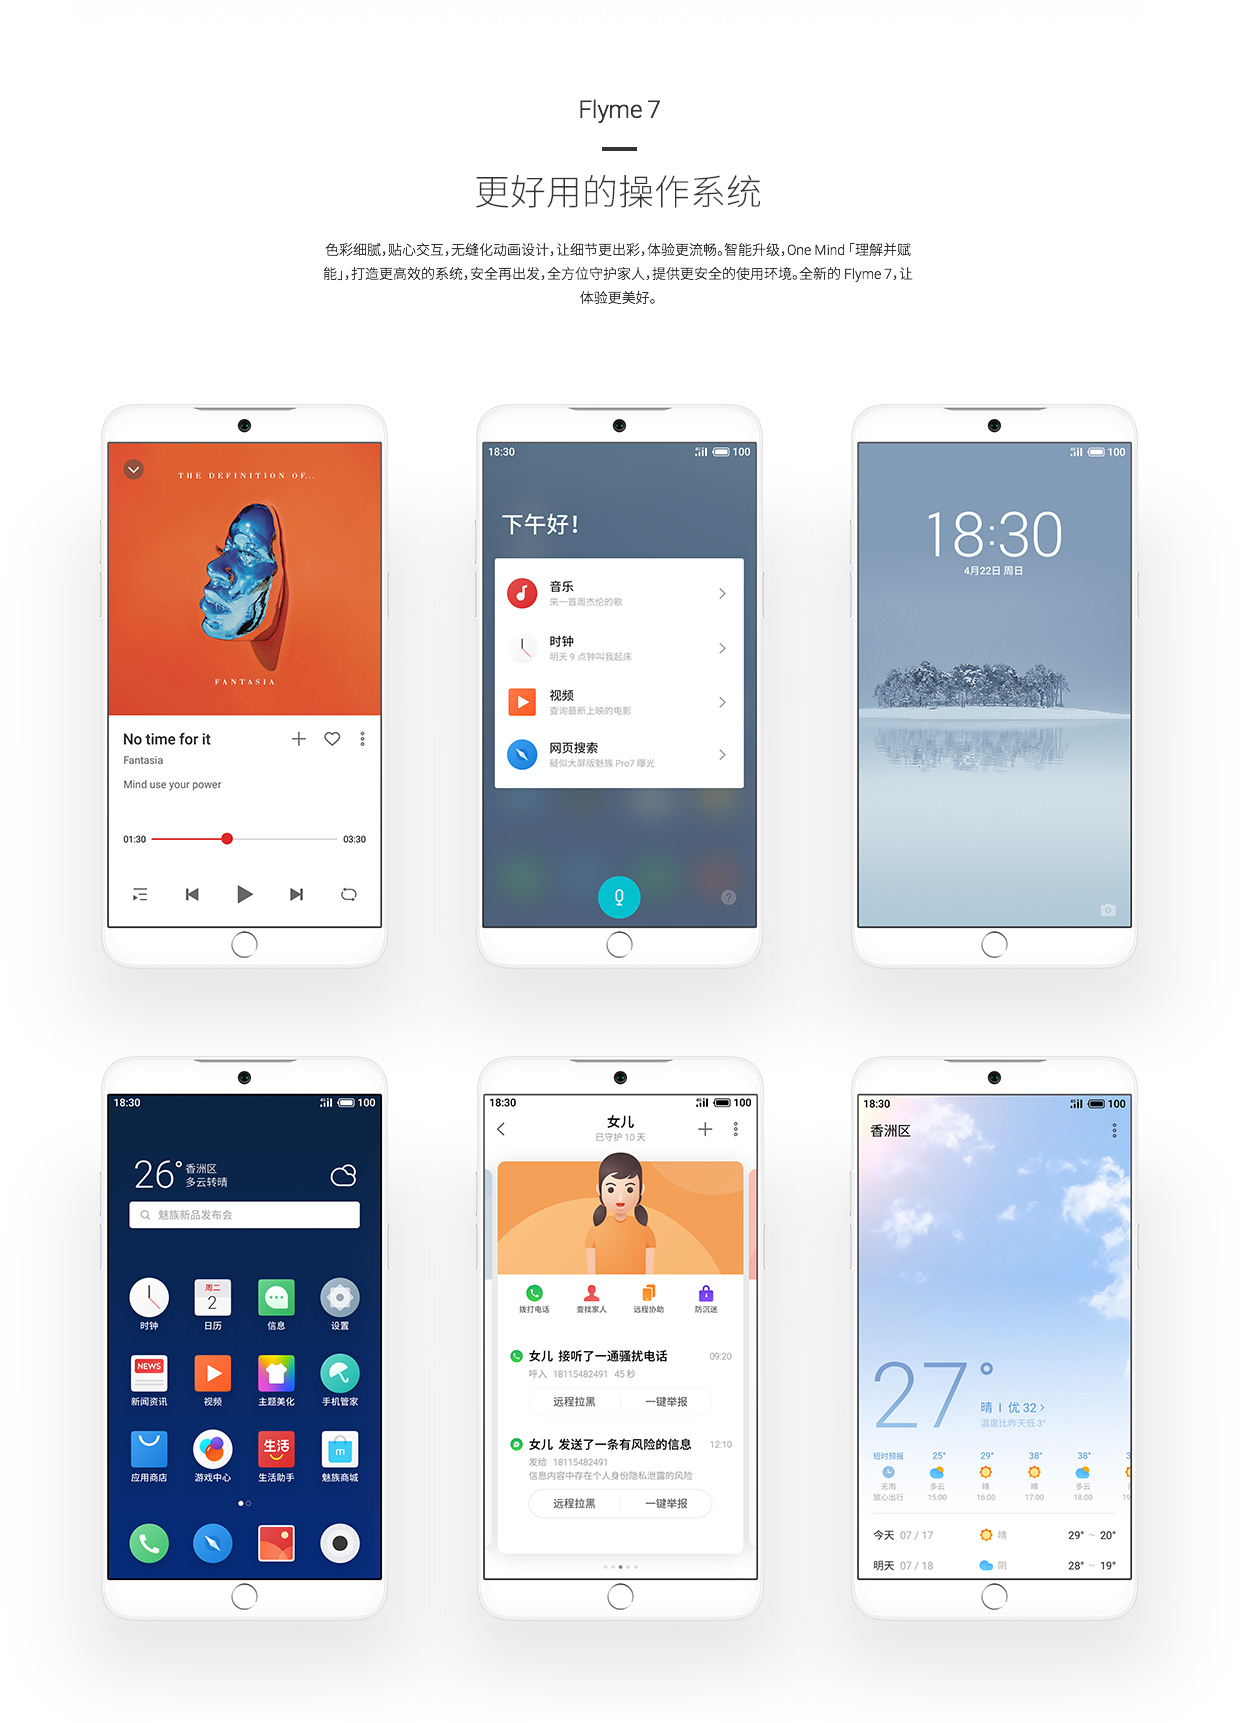 Flyme 7
更好用的操作系统
色彩细腻，贴心交互，无缝化动画设计，让细节更出彩，体验更流畅。智能升级，One Mind「理解并赋
能」，打造更高效的系统，安全再出发，全方位守护家人，提供更安全的使用环境。全新的 Flyme 7，让
体验更美好。
THE DEFINITION OF...
FANTASIA
No time for it
Fantasia
Mind use your power
01:30
03:30
18:30
100
下午好！
音乐
来一首周杰伦的歌
时钟
明天 9 点钟叫我起床
视频
查询最新上映的电影
网页搜索
疑似大屏版魅族 Pro7 曝光
?
100
18:30
4月22日 周日
18:30
100
26°
香洲区
多云转晴
魅族新品发布会
周二
2
时钟
日历
信息
设置
NEWS
新闻资讯
视频
主题美化
手机管家
生活
m
应用商店
游戏中心
生活助手
魅族商城
18:30
100
女儿
已守护 10 天
拨打电话
查找家人
远程协助
防沉迷
女儿 接听了一通骚扰电话
09:20
呼入 18115482491 45 秒
远程拉黑
一键举报
女儿 发送了一条有风险的信息
12:10
发给 18115482491
信息内容中存在个人身份隐私泄露的风险
远程拉黑
一键举报
18:30
100
香洲区
27°
晴 | 优 32 >
温度比昨天低 3°
短时预报 25° 29° 38° 38° 3
无雨 多云 晴 晴 多云
放心出行 15:00 16:00 17:00 18:00 19
今天 07 / 17 晴 29° ~ 20°
明天 07 / 18 阴 28° ~ 19°